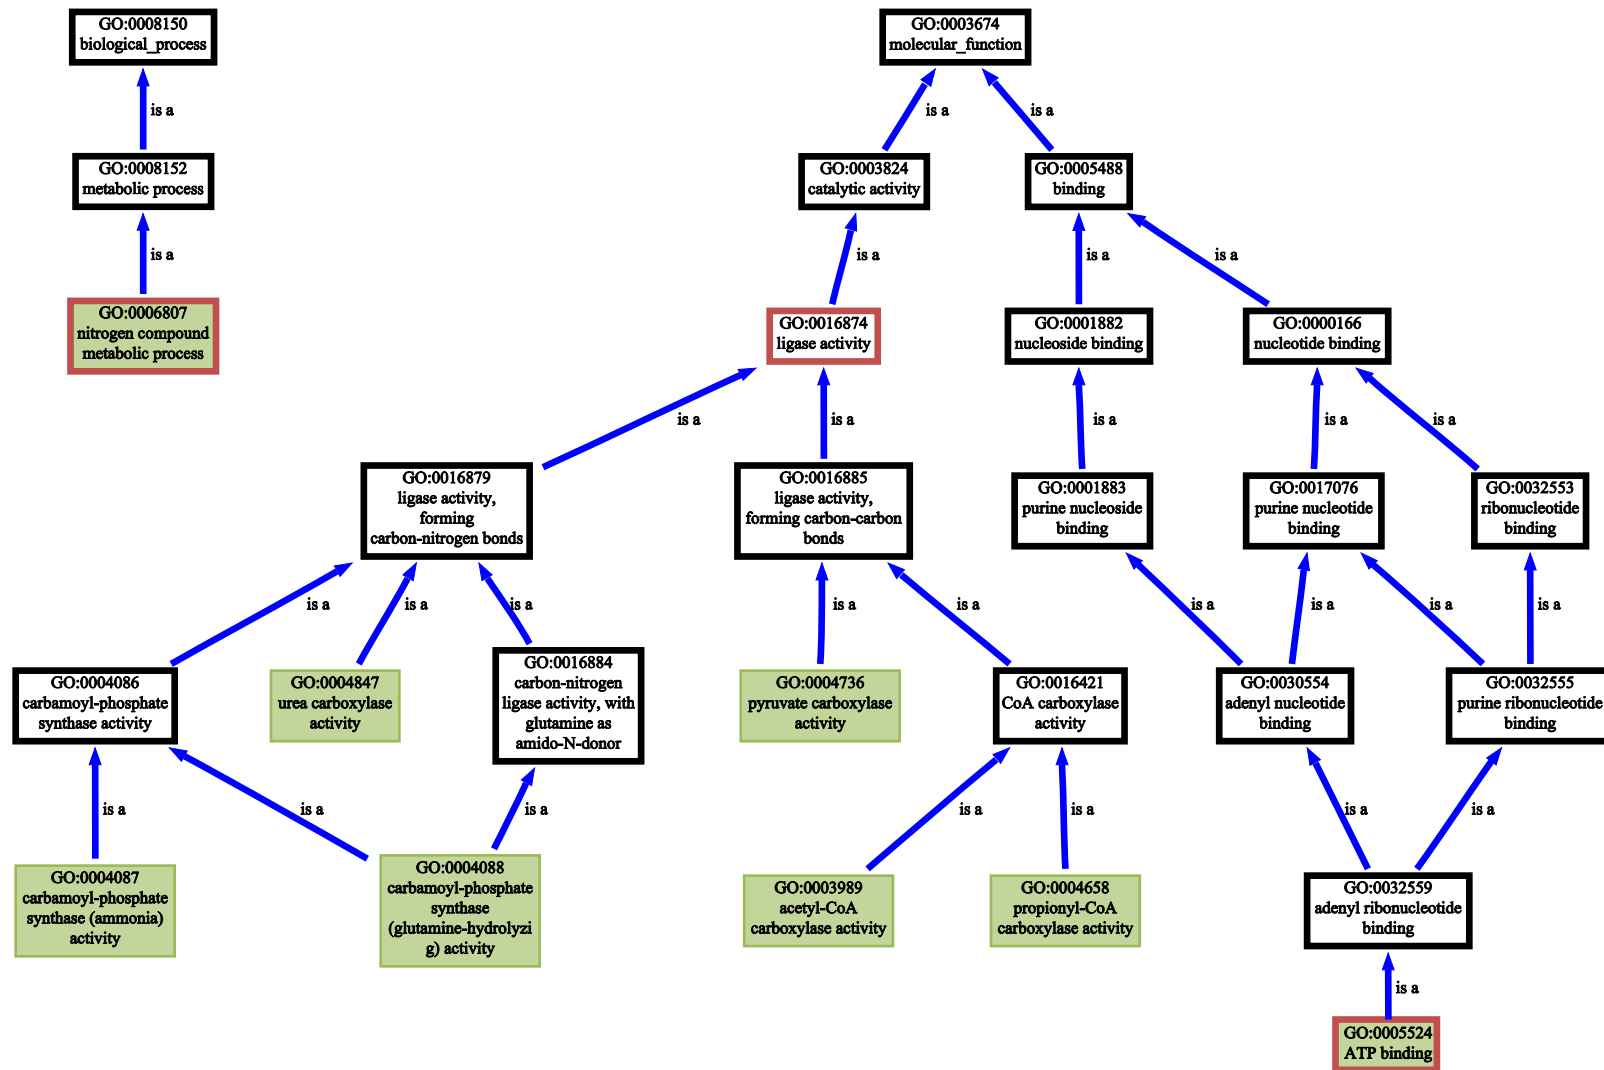 GO:0008150
biological_process
GO:0003674
molecular_function
is a
is a
is a
GO:0008152
metabolic process
GO:0003824
catalytic activity
GO:0005488
binding
is a
is a
is a
is a
GO:0006807
nitrogen compound
metabolic process
GO:0016874
ligase activity
GO:0001882
nucleoside binding
GO:0000166
nucleotide binding
is a
is a
is a
is a
is a
GO:0016879
ligase activity,
forming
carbon-nitrogen bonds
GO:0016885
ligase activity,
forming carbon-carbon
bonds
GO:0001883
purine nucleoside
binding
GO:0017076
purine nucleotide
binding
GO:0032553
ribonucleotide
binding
is a
is a
is a
is a
is a
is a
is a
is a
is a
GO:0004086
carbamoyl-phosphate
synthase activity
GO:0004847
urea carboxylase
activity
GO:0016884
carbon-nitrogen
ligase activity, with
glutamine as
amido-N-donor
GO:0004736
pyruvate carboxylase
activity
GO:0016421
CoA carboxylase
activity
GO:0030554
adenyl nucleotide
binding
GO:0032555
purine ribonucleotide
binding
is a
is a
is a
is a
is a
is a
is a
GO:0004087
carbamoyl-phosphate
synthase (ammonia)
activity
GO:0004088
carbamoyl-phosphate
synthase
(glutamine-hydrolyzi
g) activity
GO:0003989
acetyl-CoA
carboxylase activity
GO:0004658
propionyl-CoA
carboxylase activity
GO:0032559
adenyl ribonucleotide
binding
is a
GO:0005524
ATP binding